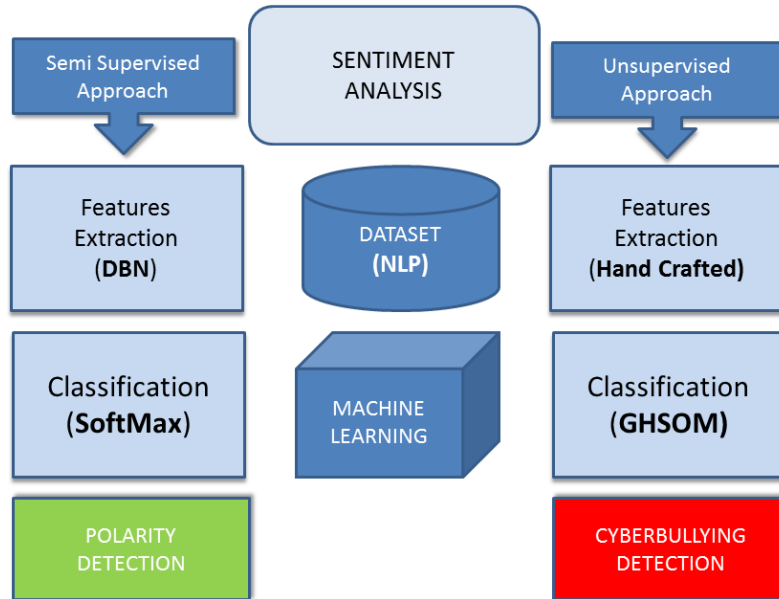 Semi Supervised
Approach
SENTIMENT
ANALYSIS
Unsupervised
Approach
Features
Extraction
(DBN)
DATASET
(NLP)
Features
Extraction
(Hand Crafted)
Classification
(SoftMax)
MACHINE
LEARNING
Classification
(GHSOM)
POLARITY
DETECTION
CYBERBULLYING
DETECTION